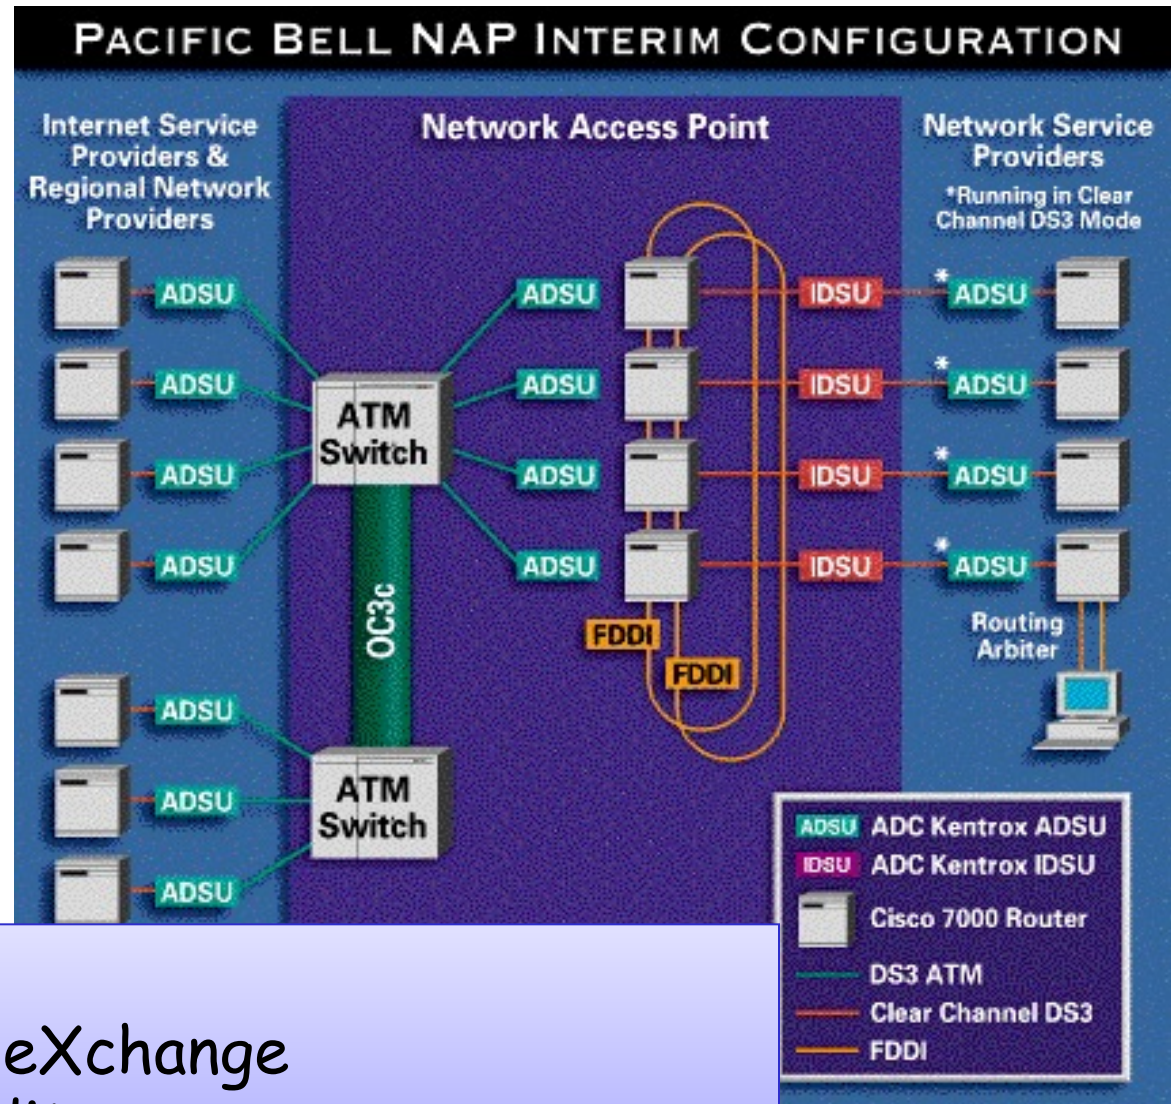 PACIFIC BELL NAP INTERIM CONFIGURATION
Internet Service
Providers &
Regional Network
Providers
Network Access Point
Network Service
Providers
*Running in Clear
Channel DS3 Mode
ADSU
ADSU
IDSU
* ADSU
ADSU
ADSU
IDSU
* ADSU
ATM
Switch
ADSU
ADSU
IDSU
* ADSU
ADSU
ADSU
IDSU
* ADSU
OC3c
FDDI
FDDI
Routing
Arbiter
ADSU
ADSU
ADSU
ATM
Switch
ADSU ADC Kentrox ADSU
IDSU ADC Kentrox IDSU
Cisco 7000 Router
DS3 ATM
Clear Channel DS3
FDDI
eXchange